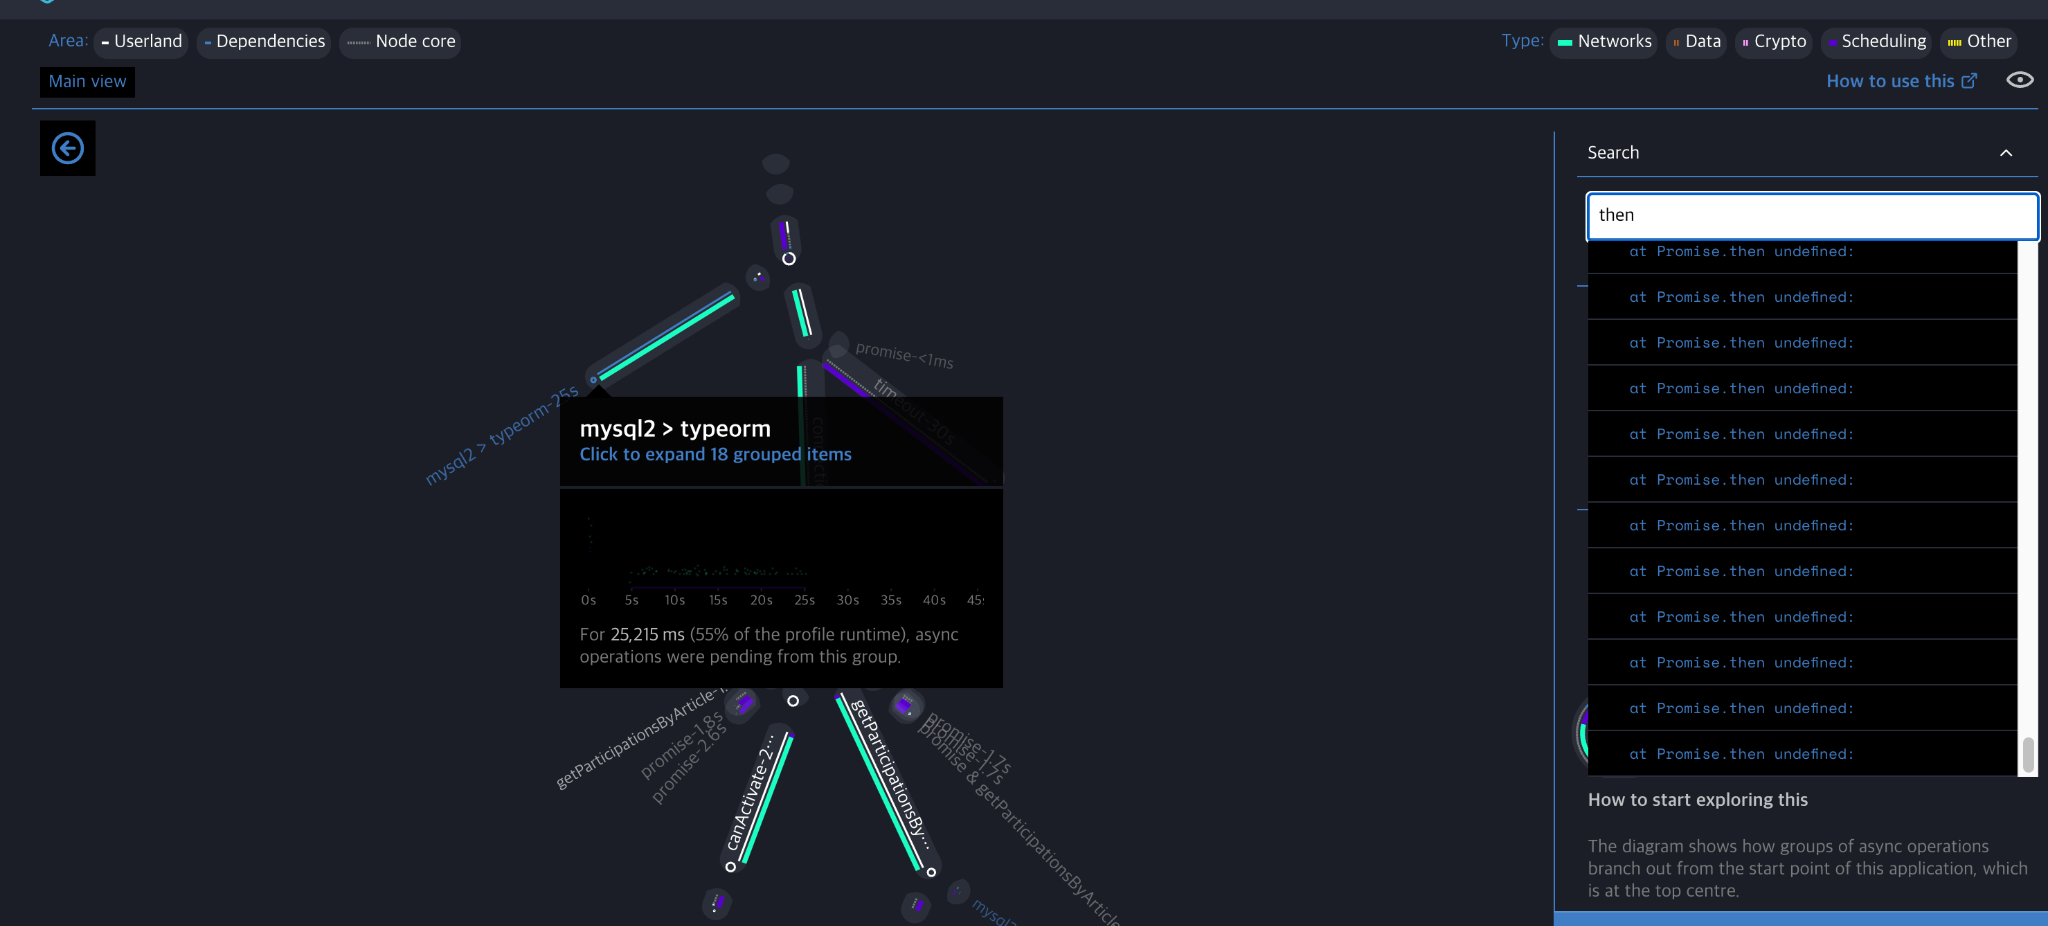 Area: Userland Dependencies Node core
Type: Networks Data Crypto Scheduling Other
Main view
How to use this
Search
then
at Promise.then undefined:
at Promise.then undefined:
at Promise.then undefined:
at Promise.then undefined:
at Promise.then undefined:
at Promise.then undefined:
at Promise.then undefined:
at Promise.then undefined:
at Promise.then undefined:
at Promise.then undefined:
at Promise.then undefined:
at Promise.then undefined:
promise-<1ms
timeout-30s
mysql2 > typeorm-25s
mysql2 > typeorm
Click to expand 18 grouped items
0s 5s 10s 15s 20s 25s 30s 35s 40s 45s
For 25,215 ms (55% of the profile runtime), async
operations were pending from this group.
getParticipationsByArticle-1.
promise-1.8s
promise-2.6s
canActivate-2…
getParticipationsBy…
promise-1.7s
promise-1.7s
promise & getParticipationsByArticle
mysql2
How to start exploring this
The diagram shows how groups of async operations
branch out from the start point of this application, which
is at the top centre.